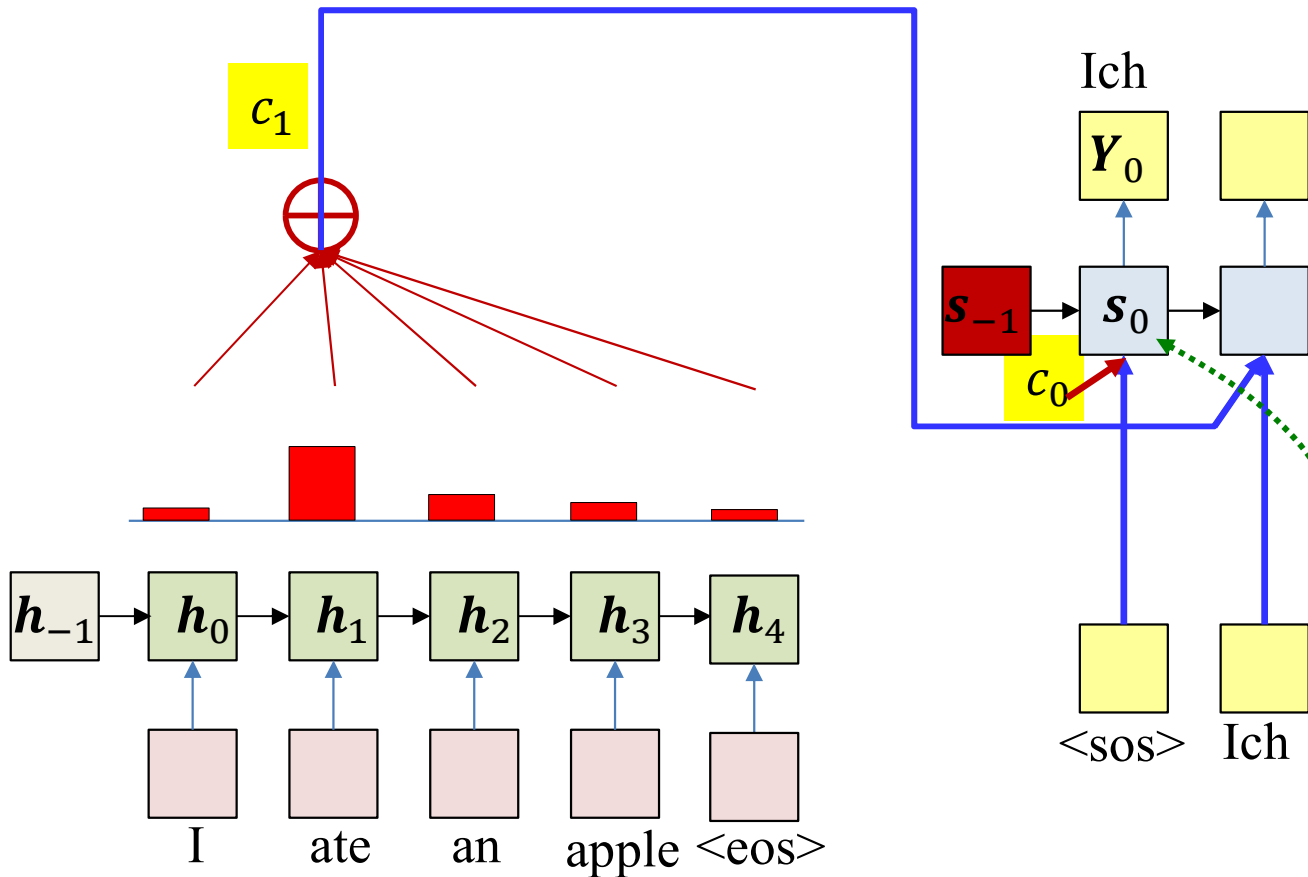 Ich
c₁
Y₀
s₋₁ s₀
c₀
h₋₁ h₀ h₁ h₂ h₃ h₄
<sos> Ich
I ate an apple <eos>